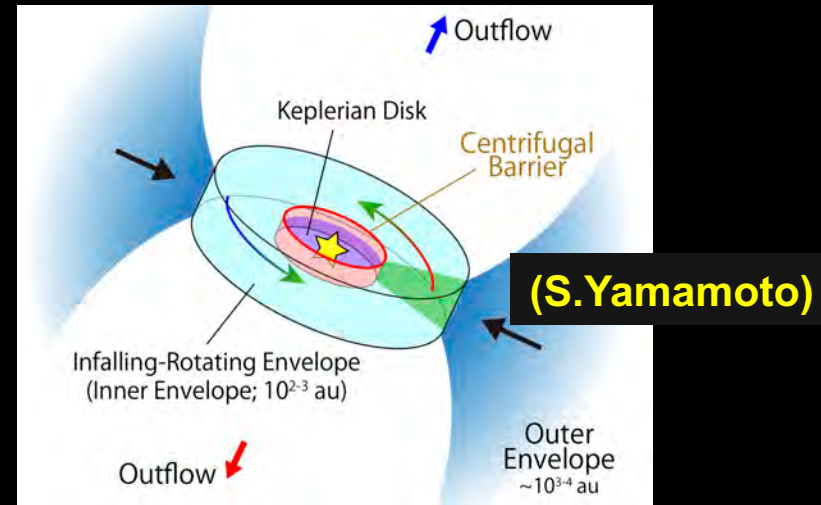 Outflow
Keplerian Disk
Centrifugal
Barrier
(S.Yamamoto)
Infalling-Rotating Envelope
(Inner Envelope; 10²⁻³ au)
Outer
Envelope
~10³⁻⁴ au
Outflow